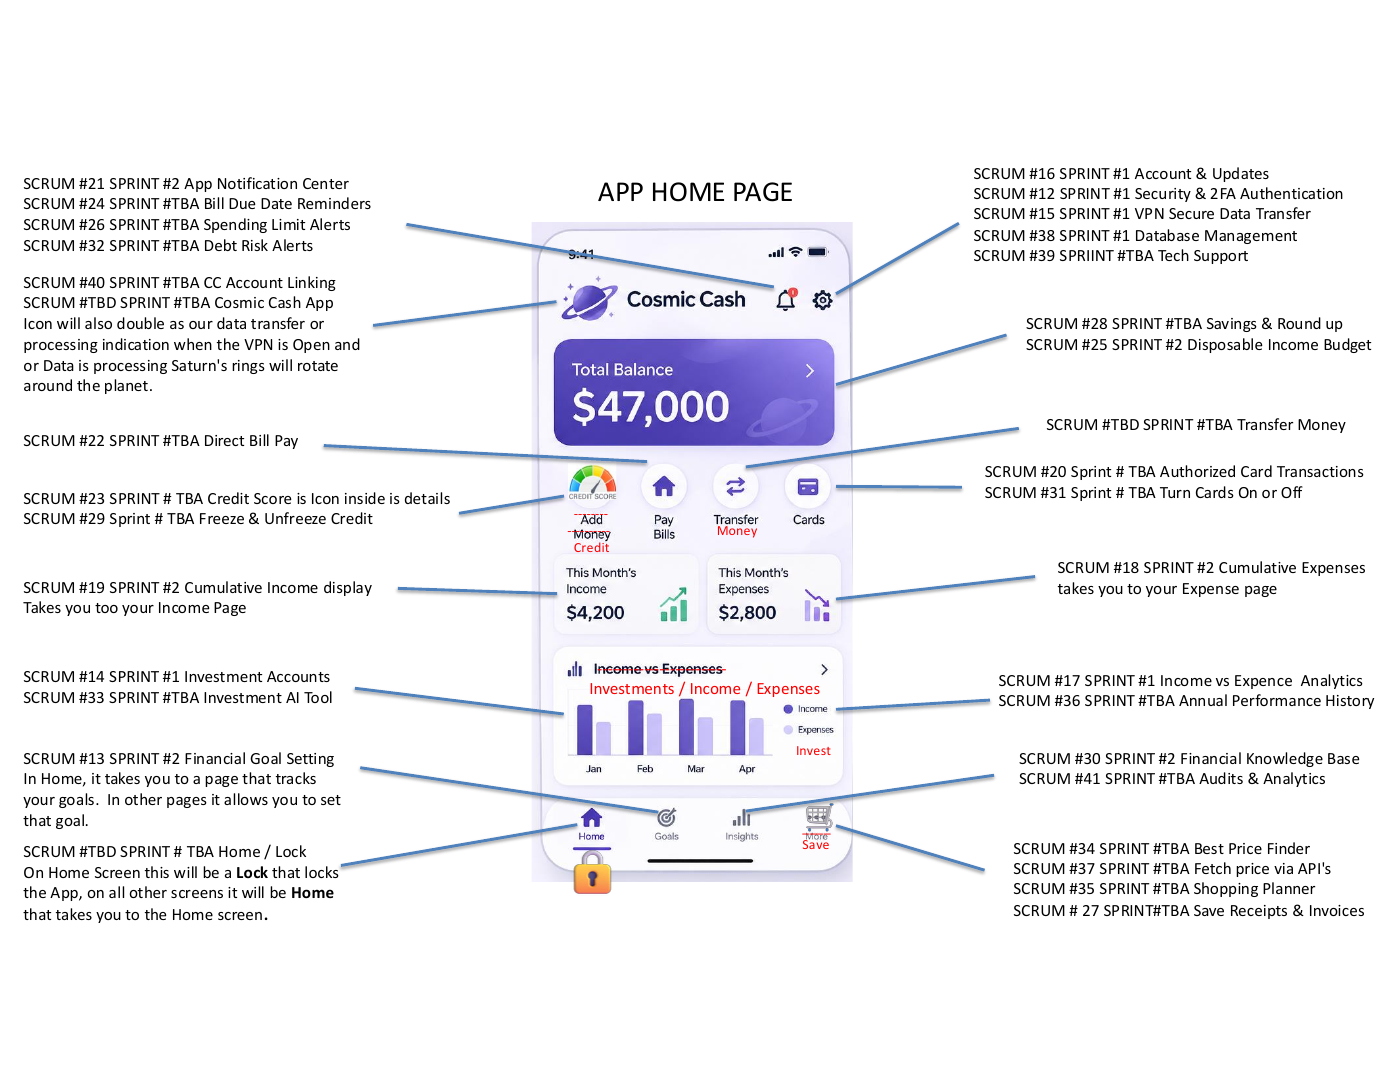 APP HOME PAGE
SCRUM #21 SPRINT #2 App Notification Center
SCRUM #24 SPRINT #TBA Bill Due Date Reminders
SCRUM #26 SPRINT #TBA Spending Limit Alerts
SCRUM #32 SPRINT #TBA Debt Risk Alerts
SCRUM #40 SPRINT #TBA CC Account Linking
SCRUM #TBD SPRINT #TBA Cosmic Cash App
Icon will also double as our data transfer or
processing indication when the VPN is Open and
or Data is processing Saturn's rings will rotate
around the planet.
SCRUM #22 SPRINT #TBA Direct Bill Pay
SCRUM #23 SPRINT # TBA Credit Score is Icon inside is details
SCRUM #29 Sprint # TBA Freeze & Unfreeze Credit
SCRUM #19 SPRINT #2 Cumulative Income display
Takes you too your Income Page
SCRUM #14 SPRINT #1 Investment Accounts
SCRUM #33 SPRINT #TBA Investment AI Tool
SCRUM #13 SPRINT #2 Financial Goal Setting
In Home, it takes you to a page that tracks
your goals. In other pages it allows you to set
that goal.
SCRUM #TBD SPRINT # TBA Home / Lock
On Home Screen this will be a Lock that locks
the App, on all other screens it will be Home
that takes you to the Home screen.
9:41
Cosmic Cash
Total Balance
$47,000
CREDIT SCORE
Add
Money
Credit
Pay
Bills
Transfer
Money
Cards
This Month's
Income
$4,200
This Month's
Expenses
$2,800
Income vs Expenses
Investments / Income / Expenses
Income
Expenses
Invest
Jan Feb Mar Apr
Home
Goals
Insights
More
Save
SCRUM #16 SPRINT #1 Account & Updates
SCRUM #12 SPRINT #1 Security & 2FA Authentication
SCRUM #15 SPRINT #1 VPN Secure Data Transfer
SCRUM #38 SPRINT #1 Database Management
SCRUM #39 SPRIINT #TBA Tech Support
SCRUM #28 SPRINT #TBA Savings & Round up
SCRUM #25 SPRINT #2 Disposable Income Budget
SCRUM #TBD SPRINT #TBA Transfer Money
SCRUM #20 Sprint # TBA Authorized Card Transactions
SCRUM #31 Sprint # TBA Turn Cards On or Off
SCRUM #18 SPRINT #2 Cumulative Expenses
takes you to your Expense page
SCRUM #17 SPRINT #1 Income vs Expence Analytics
SCRUM #36 SPRINT #TBA Annual Performance History
SCRUM #30 SPRINT #2 Financial Knowledge Base
SCRUM #41 SPRINT #TBA Audits & Analytics
SCRUM #34 SPRINT #TBA Best Price Finder
SCRUM #37 SPRINT #TBA Fetch price via API's
SCRUM #35 SPRINT #TBA Shopping Planner
SCRUM # 27 SPRINT#TBA Save Receipts & Invoices